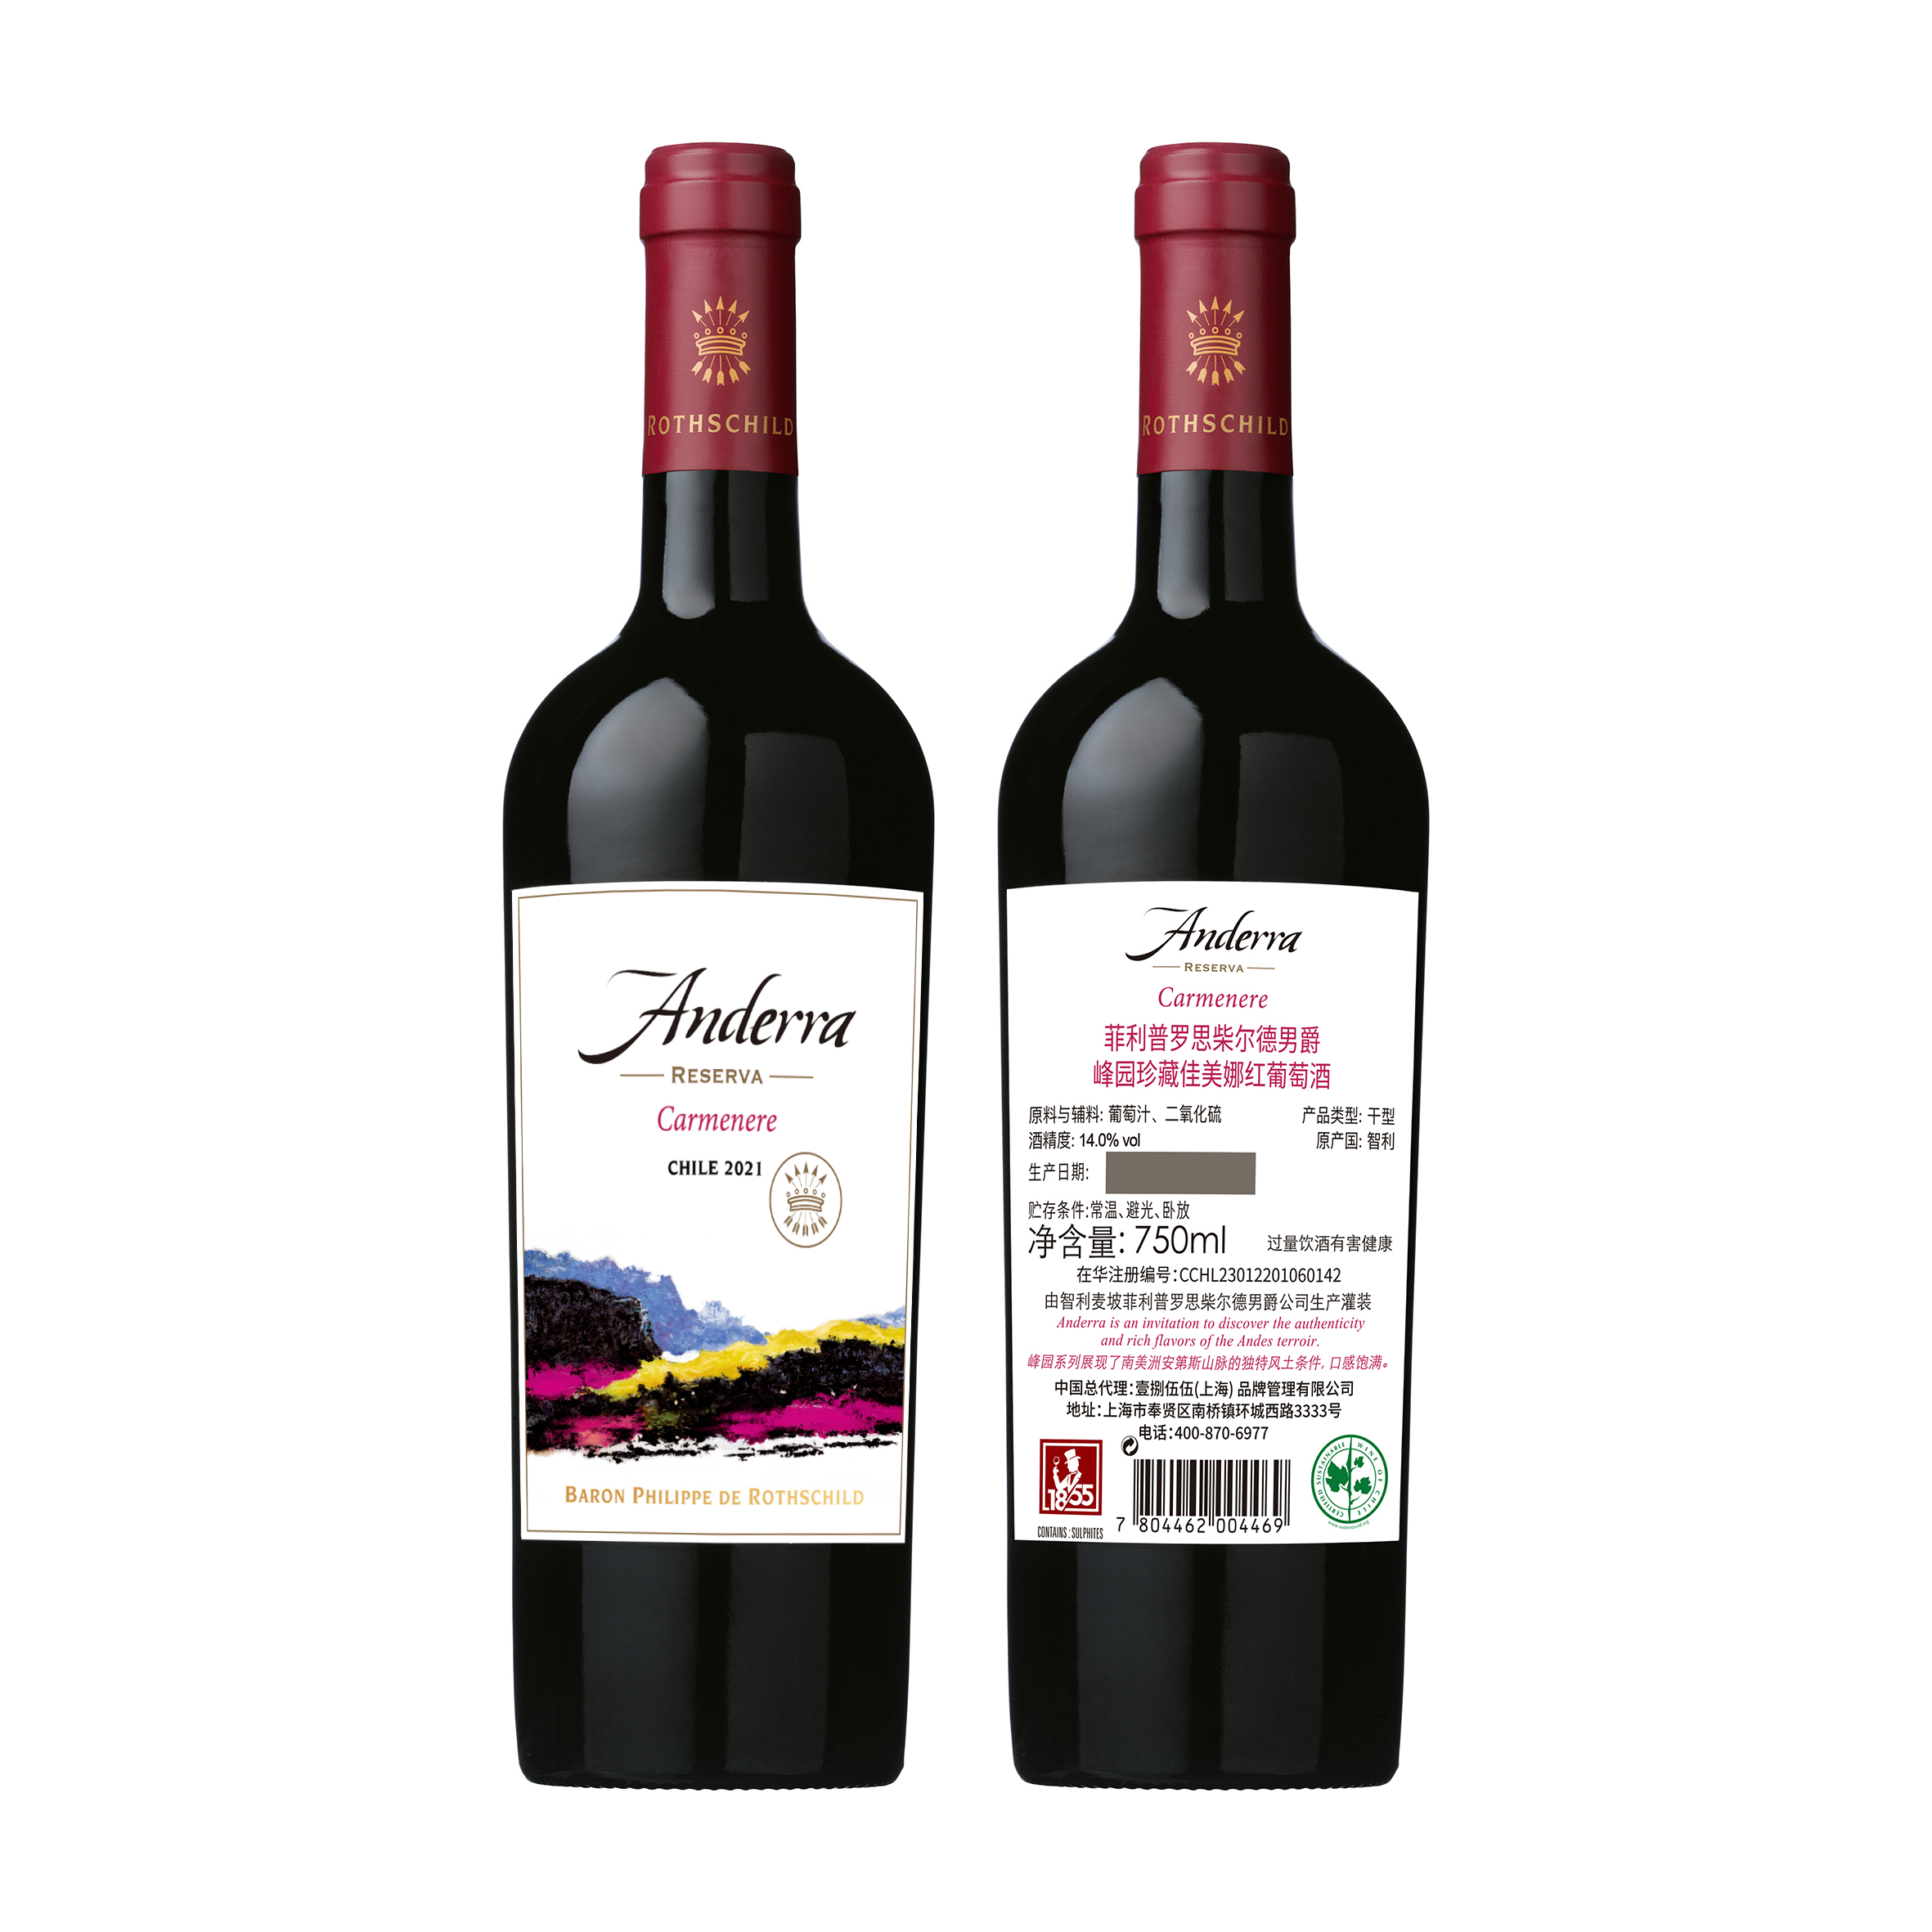 ROTHSCHILD
Anderra
RESERVA
Carmenere
CHILE 2021
BARON PHILIPPE DE ROTHSCHILD
ROTHSCHILD
Anderra
RESERVA
Carmenere
菲利普罗思柴尔德男爵
峰园珍藏佳美娜红葡萄酒
原料与辅料: 葡萄汁、二氧化硫 产品类型: 干型
酒精度: 14.0% vol 原产国: 智利
生产日期:
贮存条件:常温、避光、卧放
净含量: 750ml 过量饮酒有害健康
在华注册编号:CCHL23012201060142
由智利麦坡菲利普罗思柴尔德男爵公司生产灌装
Anderra is an invitation to discover the authenticity
and rich flavors of the Andes terroir.
峰园系列展现了南美洲安第斯山脉的独特风土条件, 口感饱满。
中国总代理:壹捌伍伍(上海) 品牌管理有限公司
地址:上海市奉贤区南桥镇环城西路3333号
电话:400-870-6977
1855
CONTAINS : SULPHITES
7 804462 004469
CERTIFIED SUSTAINABLE WINE OF CHILE